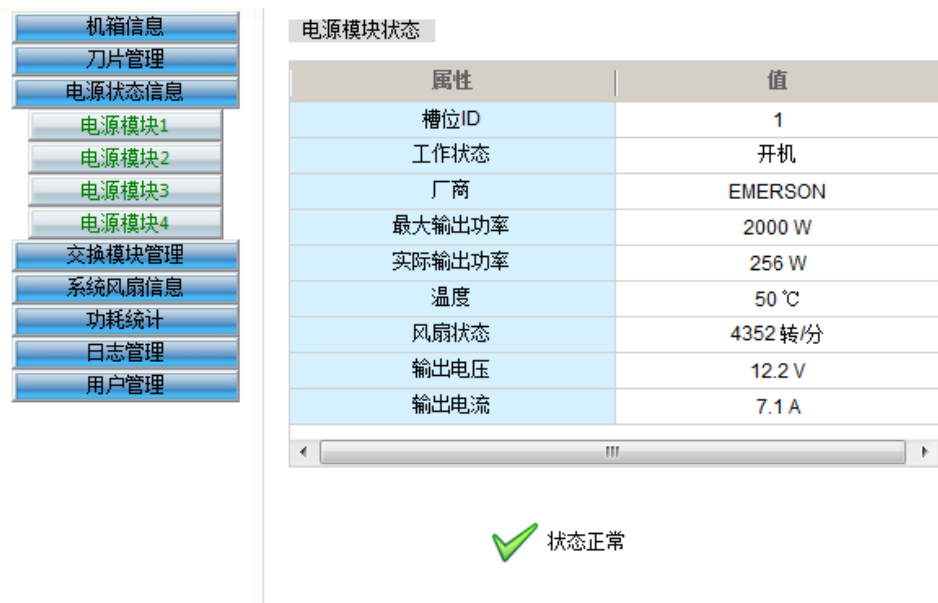 机箱信息
刀片管理
电源状态信息
电源模块1
电源模块2
电源模块3
电源模块4
交换模块管理
系统风扇信息
功耗统计
日志管理
用户管理
电源模块状态
属性 值
槽位ID 1
工作状态 开机
厂商 EMERSON
最大输出功率 2000 W
实际输出功率 256 W
温度 50 ℃
风扇状态 4352 转/分
输出电压 12.2 V
输出电流 7.1 A
状态正常